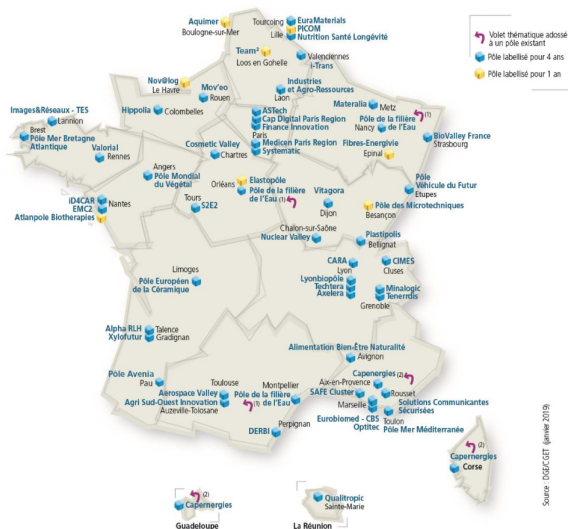 Aquimer
Boulogne-sur-Mer
Tourcoing
EuraMaterials
PICOM
Lille
Nutrition Santé Longévité
Volet thématique adossé
à un pôle existant
Pôle labellisé pour 4 ans
Pôle labellisé pour 1 an
Team²
Loos en Gohelle
Valenciennes
i-Trans
Nov@log
Le Havre
Mov'eo
Rouen
Industries
et Agro-Ressources
Laon
Hippolia
Colombelles
ASTech
Cap Digital Paris Region
Finance Innovation
Paris
Medicen Paris Region
Systematic
Materalia
Metz
Pôle de la filière
de l'Eau
Nancy
(1)
BioValley France
Strasbourg
Images&Réseaux - TES
Lannion
Brest
Pôle Mer Bretagne
Atlantique
Valorial
Rennes
Cosmetic Valley
Chartres
Fibres-Energivie
Epinal
Angers
Pôle Mondial
du Végétal
Elastopôle
Orléans
Pôle de la filière
de l'Eau
(1)
Vitagora
Dijon
Pôle
Véhicule du Futur
Etupes
iD4CAR
EMC2
Nantes
Atlanpole Biotherapies
Tours
S2E2
Pôle des Microtechniques
Besançon
Chalon-sur-Saône
Nuclear Valley
Plastipolis
Bellignat
CARA
Lyon
CIMES
Cluses
Lyonbiopôle
Techtera
Axelera
Minalogic
Tenerrdis
Grenoble
Limoges
Pôle Européen
de la Céramique
Alpha RLH
Talence
Xylofutur
Gradignan
Alimentation Bien-Être Naturalité
Avignon
Pôle Avenia
Pau
Toulouse
Aerospace Valley
Agri Sud-Ouest Innovation
Auzeville-Tolosane
Montpellier
Pôle de la filière
de l'Eau
(1)
Capenergies
(2)
Aix-en-Provence
SAFE Cluster
Rousset
Marseille
Solutions Communicantes
Sécurisées
Eurobiomed - CBS
Optitec
Toulon
Pôle Mer Méditerranée
DERBI
Perpignan
(2)
Capernergies
Corse
(2)
Capernergies
Guadeloupe
Qualitropic
Sainte-Marie
La Réunion
Source : DGE/CGET (janvier 2019)